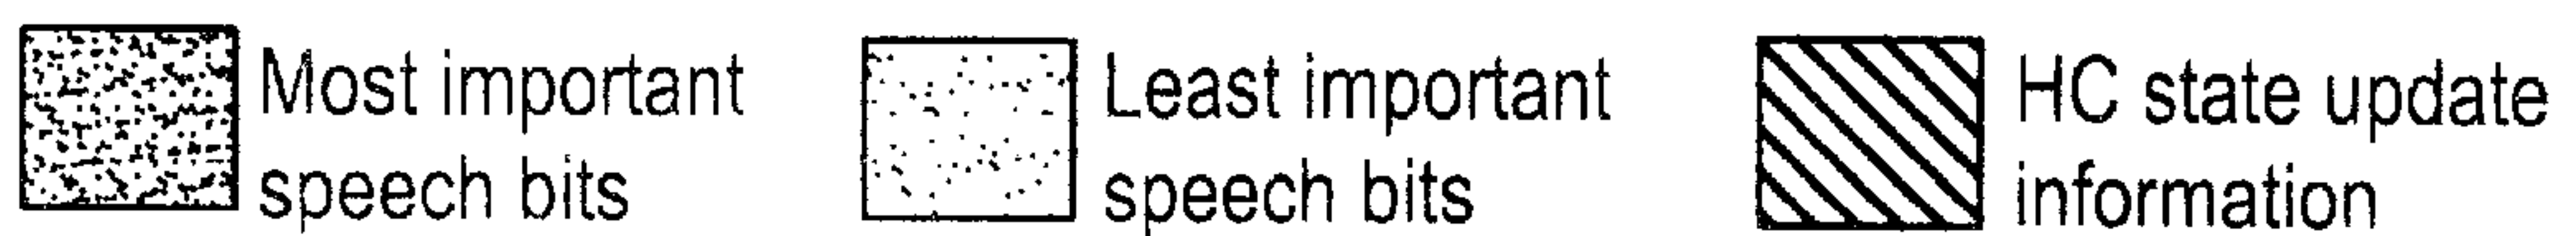 Most important
speech bits
Least important
speech bits
HC state update
information